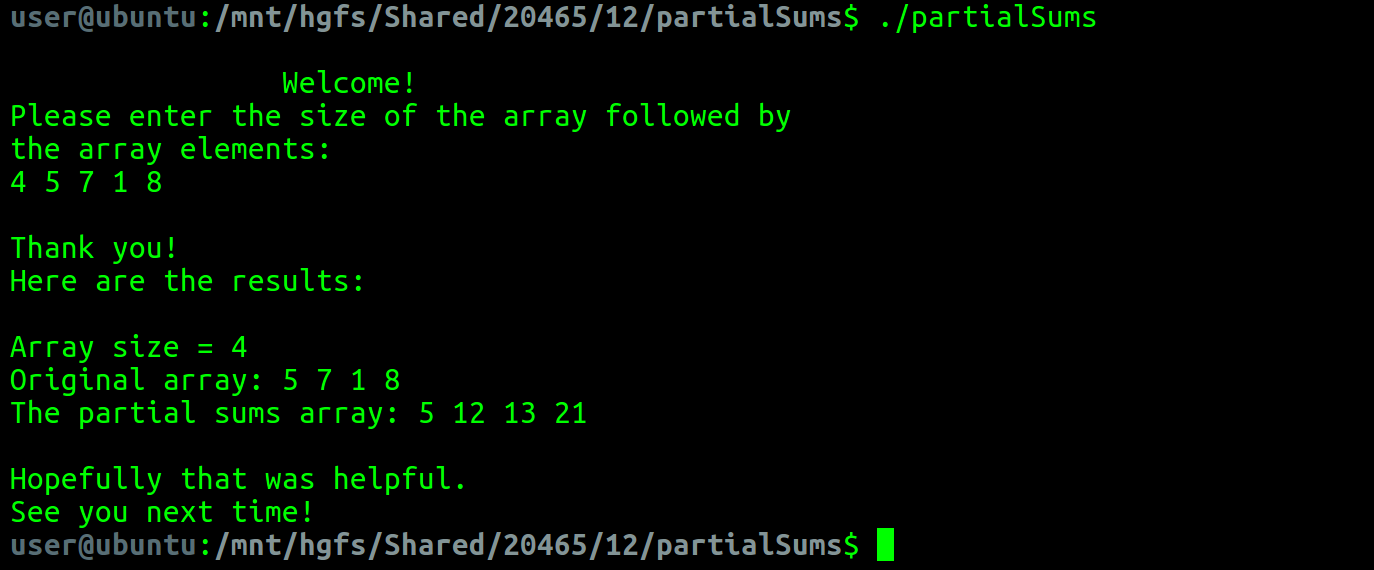 user@ubuntu:/mnt/hgfs/Shared/20465/12/partialSums$ ./partialSums
Welcome!
Please enter the size of the array followed by
the array elements:
4 5 7 1 8
Thank you!
Here are the results:
Array size = 4
Original array: 5 7 1 8
The partial sums array: 5 12 13 21
Hopefully that was helpful.
See you next time!
user@ubuntu:/mnt/hgfs/Shared/20465/12/partialSums$